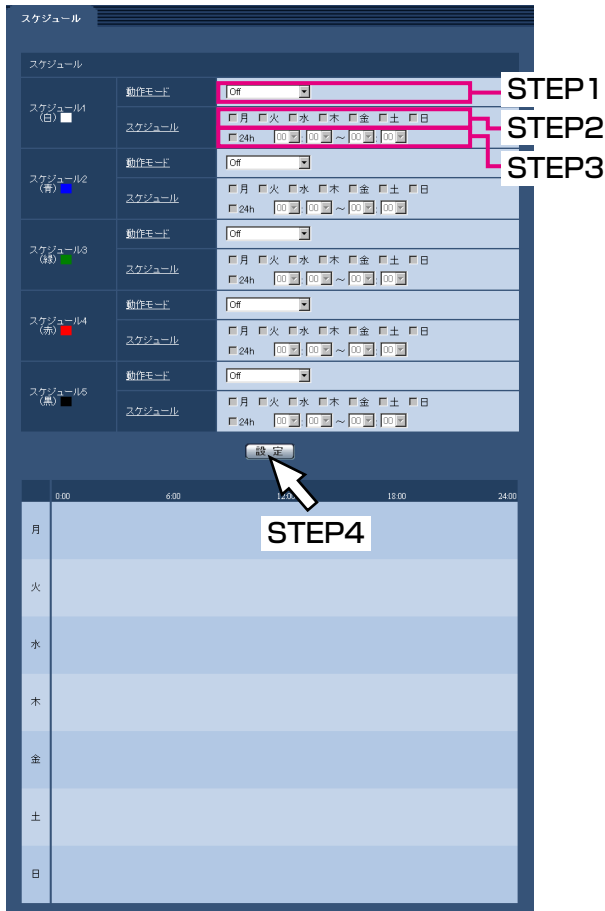 スケジュール
スケジュール
スケジュール1
(白)
動作モード
Off
STEP1
スケジュール
月 火 水 木 金 土 日
STEP2
24h 00 : 00 ～ 00 : 00
STEP3
スケジュール2
(青)
動作モード
Off
スケジュール
月 火 水 木 金 土 日
24h 00 : 00 ～ 00 : 00
スケジュール3
(緑)
動作モード
Off
スケジュール
月 火 水 木 金 土 日
24h 00 : 00 ～ 00 : 00
スケジュール4
(赤)
動作モード
Off
スケジュール
月 火 水 木 金 土 日
24h 00 : 00 ～ 00 : 00
スケジュール5
(黒)
動作モード
Off
スケジュール
月 火 水 木 金 土 日
24h 00 : 00 ～ 00 : 00
設 定
0:00 6:00 12:00 18:00 24:00
STEP4
月
火
水
木
金
土
日